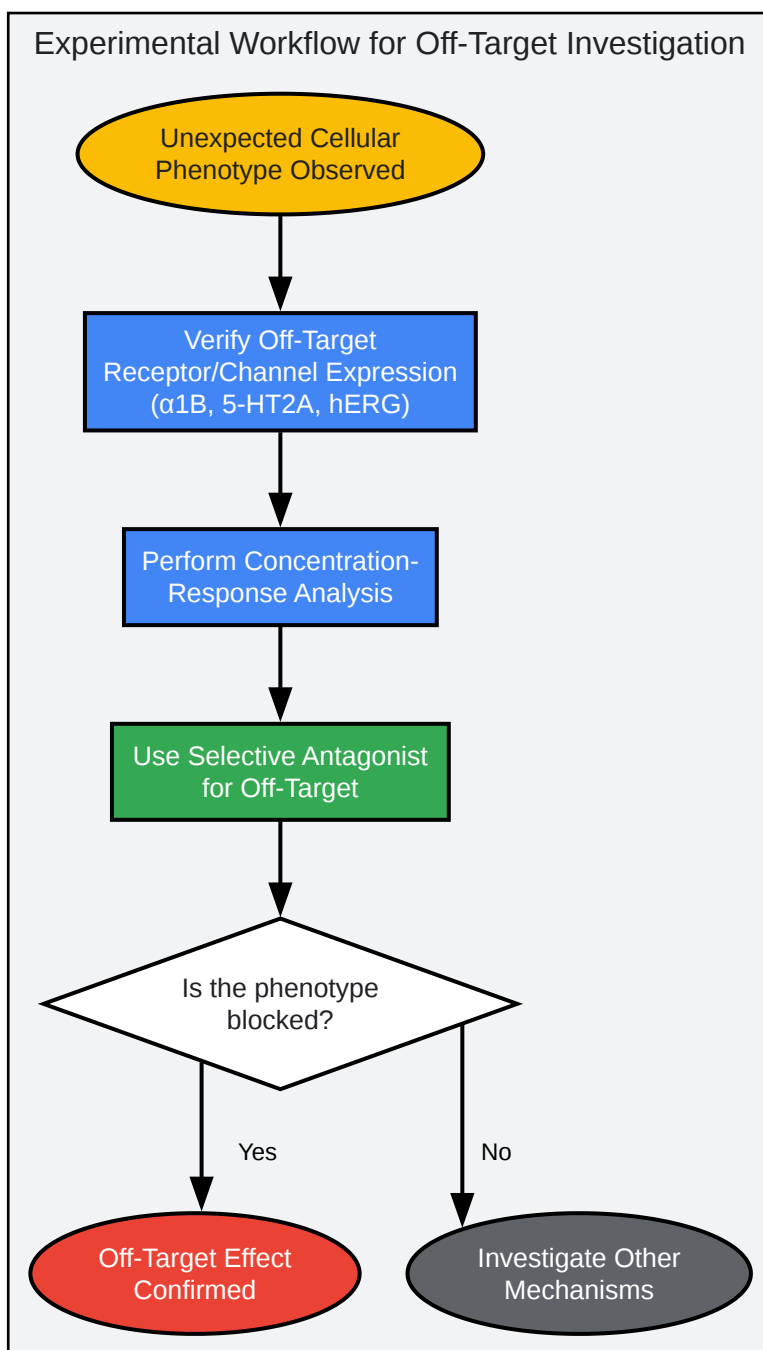 Experimental Workflow for Off-Target Investigation
Unexpected Cellular
Phenotype Observed
Verify Off-Target
Receptor/Channel Expression
(α1B, 5-HT2A, hERG)
Perform Concentration-
Response Analysis
Use Selective Antagonist
for Off-Target
Is the phenotype
blocked?
Yes
No
Off-Target Effect
Confirmed
Investigate Other
Mechanisms